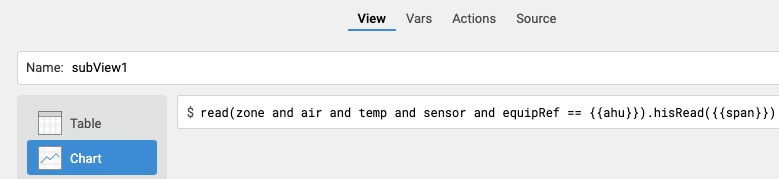 View Vars Actions Source
Name: subView1
Table
$ read(zone and air and temp and sensor and equipRef == {{ahu}}).hisRead({{span}})
Chart